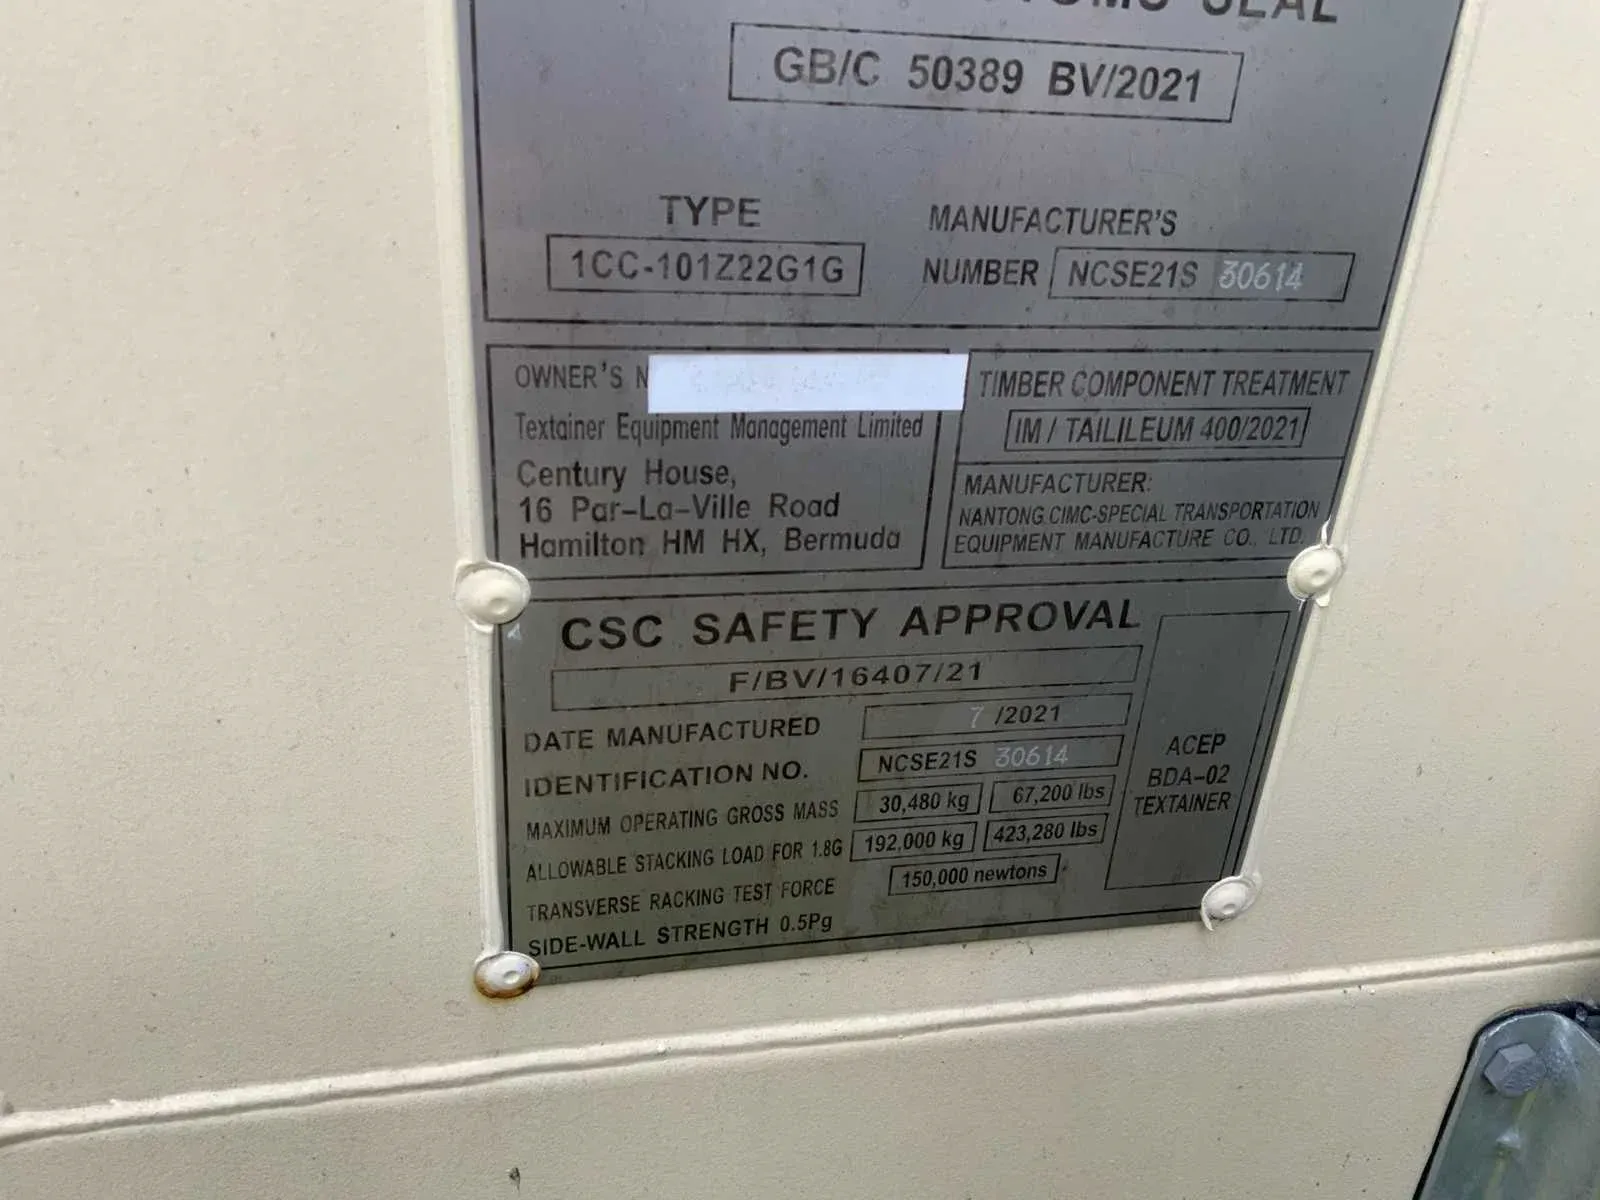 CUSTOMS SEAL
GB/C 50389 BV/2021
TYPE
1CC-101Z22G1G
MANUFACTURER'S
NUMBER NCSE21S 30614
OWNER'S
Textainer Equipment Management Limited
Century House,
16 Par-La-Ville Road
Hamilton HM HX, Bermuda
TIMBER COMPONENT TREATMENT
IM / TAILILEUM 400/2021
MANUFACTURER:
NANTONG CIMC-SPECIAL TRANSPORTATION
EQUIPMENT MANUFACTURE CO., LTD.
CSC SAFETY APPROVAL
F/BV/16407/21
DATE MANUFACTURED 7 /2021
IDENTIFICATION NO. NCSE21S 30614
MAXIMUM OPERATING GROSS MASS 30,480 kg 67,200 lbs
ALLOWABLE STACKING LOAD FOR 1.8G 192,000 kg 423,280 lbs
TRANSVERSE RACKING TEST FORCE 150,000 newtons
SIDE-WALL STRENGTH 0.5Pg
ACEP
BDA-02
TEXTAINER